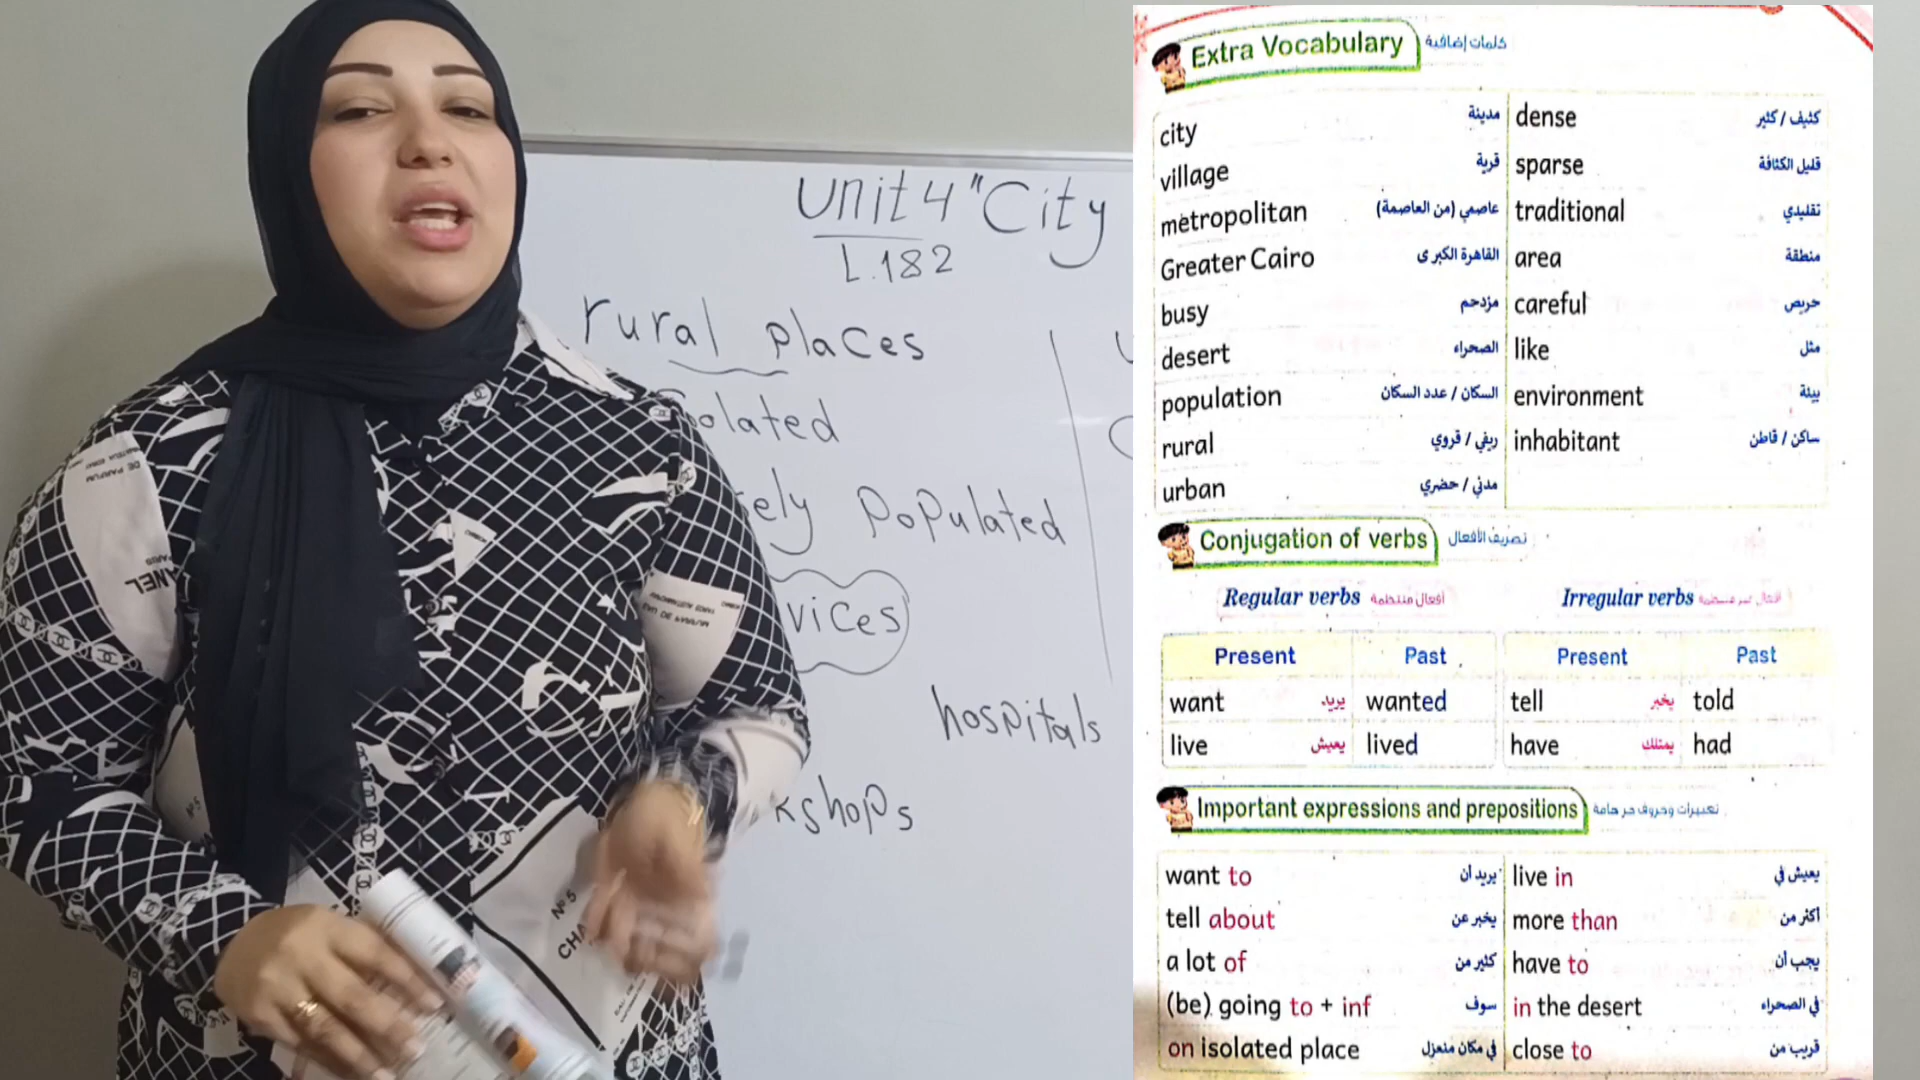 unit 4 "City
L.182
rural places
isolated
ely populated
vices
hospitals
kshops
Extra Vocabulary كلمات إضافية
city مدينة dense كثيف / كثير
village قرية sparse قليل الكثافة
metropolitan عاصمي (من العاصمة) traditional تقليدي
Greater Cairo القاهرة الكبرى area منطقة
busy مزدحم careful حريص
desert الصحراء like مثل
population السكان / عدد السكان environment بيئة
rural ريفي / قروي inhabitant ساكن / قاطن
urban مدني / حضري
Conjugation of verbs تصريف الأفعال
Regular verbs أفعال منتظمة Irregular verbs أفعال غير منتظمة
Present Past Present Past
want يريد wanted tell يخبر told
live يعيش lived have يمتلك had
Important expressions and prepositions تعبيرات وحروف جر هامة
want to يريد أن live in يعيش في
tell about يخبر عن more than أكثر من
a lot of كثير من have to يجب أن
(be) going to + inf سوف in the desert في الصحراء
on isolated place في مكان منعزل close to قريب من